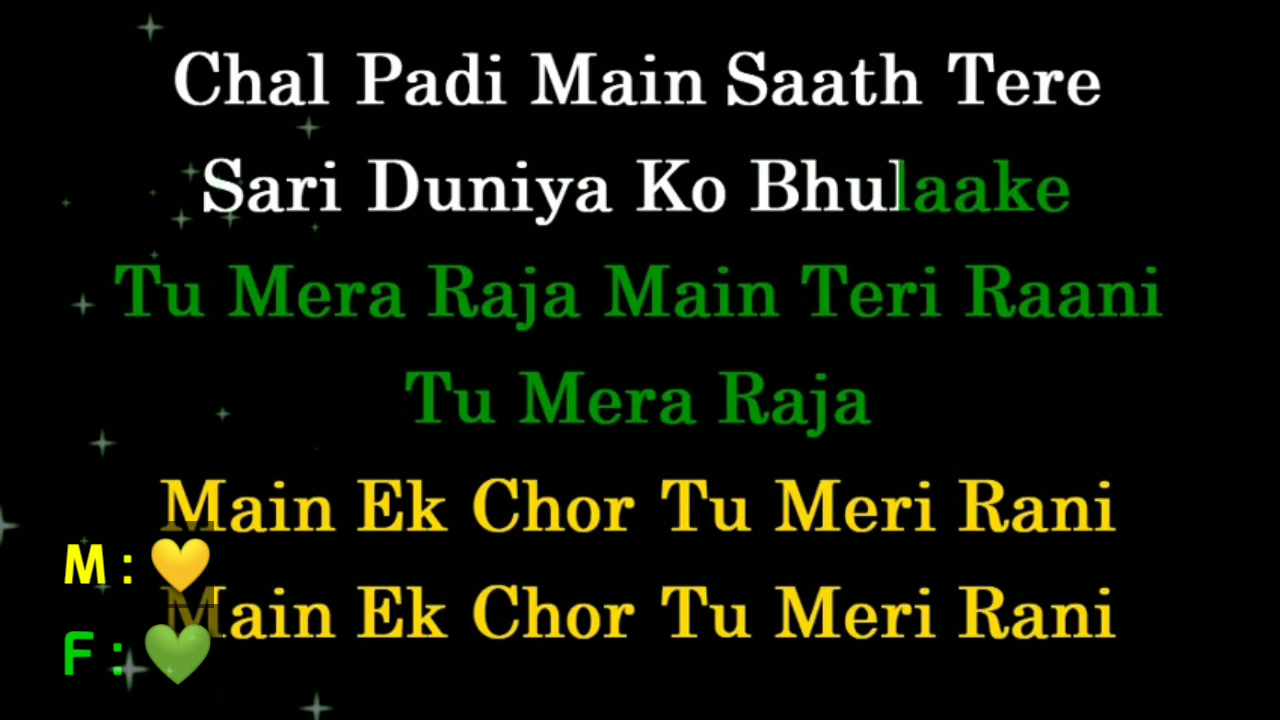 Chal Padi Main Saath Tere
Sari Duniya Ko Bhulaake
Tu Mera Raja Main Teri Raani
Tu Mera Raja
Main Ek Chor Tu Meri Rani
M : 💛
Main Ek Chor Tu Meri Rani
F : 💚